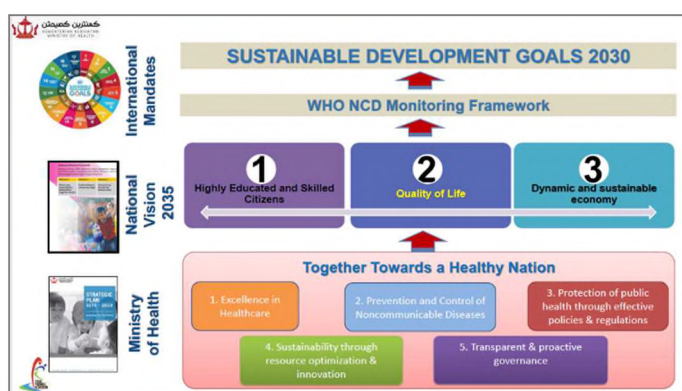 وزارة كصيحتن
KEMENTERIAN KESIHATAN
MINISTRY OF HEALTH
International
Mandates
GOALS
SUSTAINABLE DEVELOPMENT GOALS 2030
WHO NCD Monitoring Framework
National
Vision
2035
1
Highly Educated and Skilled
Citizens
2
Quality of Life
3
Dynamic and sustainable
economy
Ministry
of Health
STRATEGIC
PLAN
Together Towards a Healthy Nation
1. Excellence in
Healthcare
2. Prevention and Control of
Noncommunicable Diseases
3. Protection of public
health through effective
policies & regulations
4. Sustainability through
resource optimization &
innovation
5. Transparent & proactive
governance